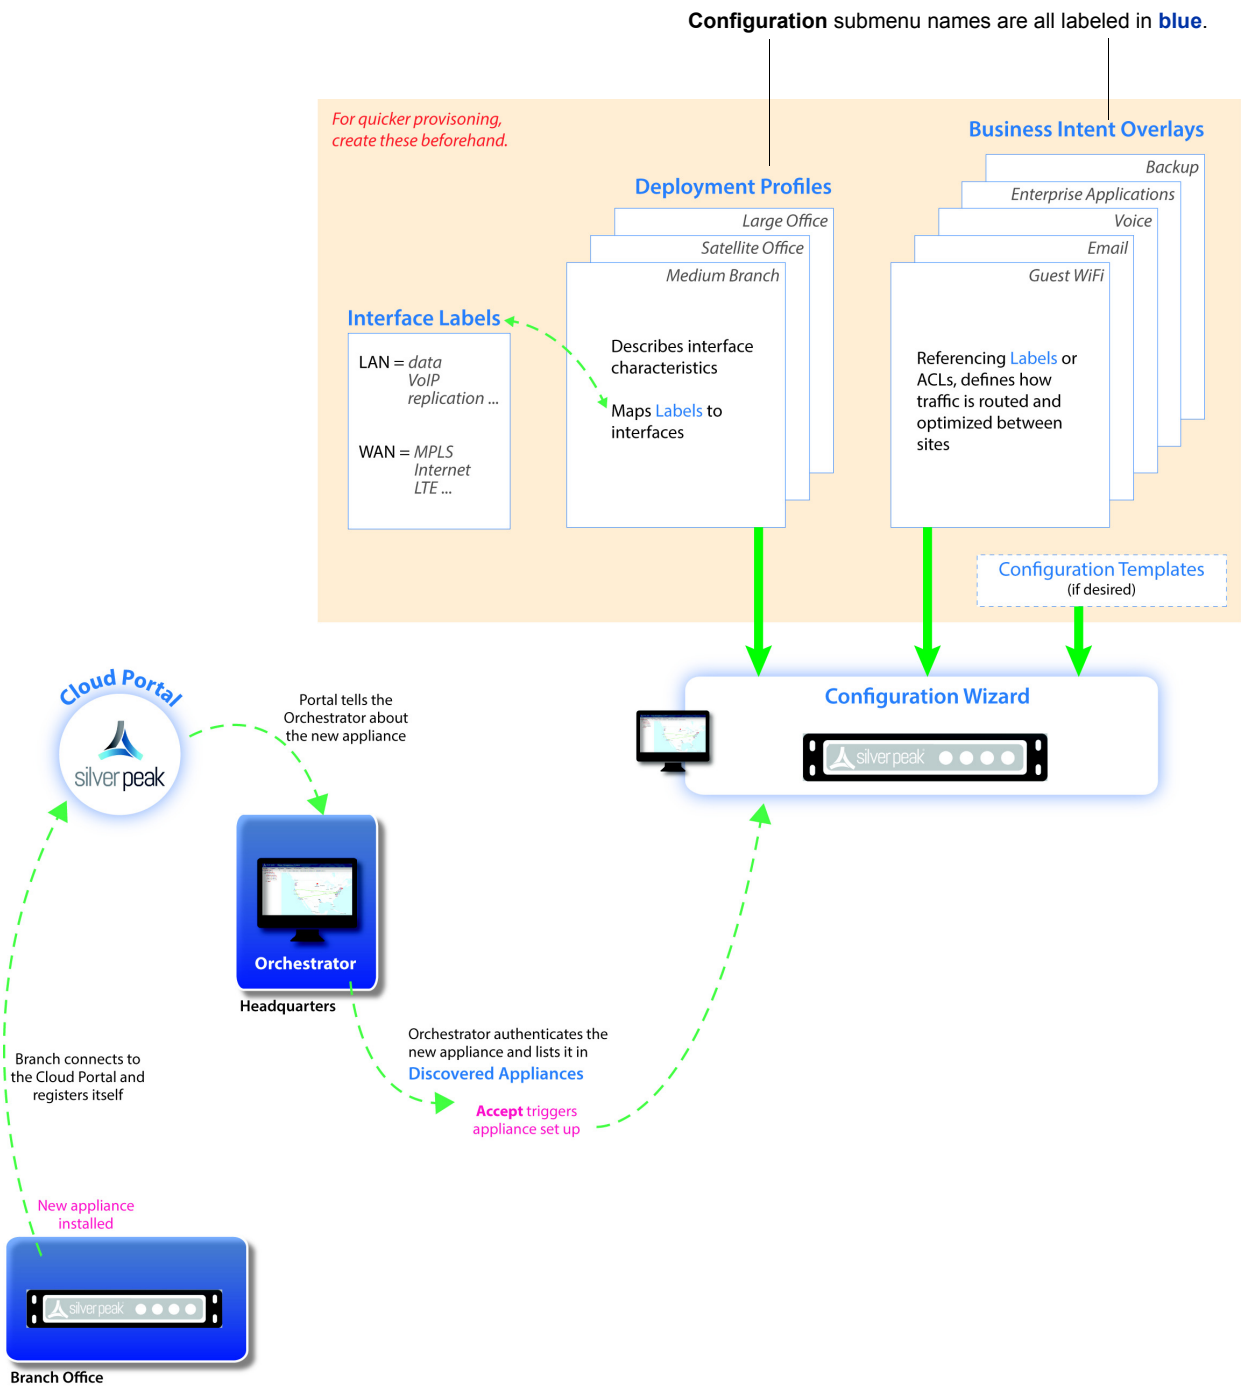 Configuration submenu names are all labeled in blue.
For quicker provisoning,
create these beforehand.
Business Intent Overlays
Backup
Enterprise Applications
Voice
Email
Guest WiFi
Referencing Labels or
ACLs, defines how
traffic is routed and
optimized between
sites
Deployment Profiles
Large Office
Satellite Office
Medium Branch
Describes interface
characteristics
Maps Labels to
interfaces
Interface Labels
LAN = data
VoIP
replication ...
WAN = MPLS
Internet
LTE ...
Configuration Templates
(if desired)
Configuration Wizard
silver peak
Cloud Portal
silver peak
Portal tells the
Orchestrator about
the new appliance
Orchestrator
Headquarters
Orchestrator authenticates the
new appliance and lists it in
Discovered Appliances
Accept triggers
appliance set up
Branch connects to
the Cloud Portal and
registers itself
New appliance
installed
silver peak
Branch Office